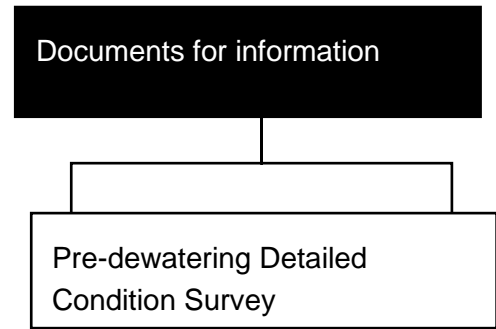 Documents for information
Pre-dewatering Detailed
Condition Survey